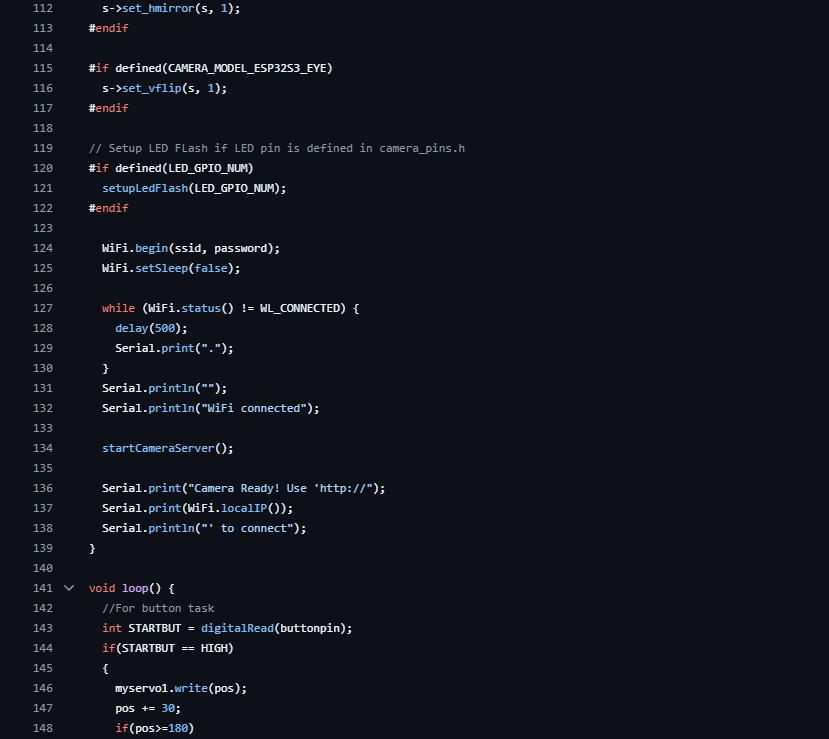 112 s->set_hmirror(s, 1);
113 #endif
114
115 #if defined(CAMERA_MODEL_ESP32S3_EYE)
116 s->set_vflip(s, 1);
117 #endif
118
119 // Setup LED FLash if LED pin is defined in camera_pins.h
120 #if defined(LED_GPIO_NUM)
121 setupLedFlash(LED_GPIO_NUM);
122 #endif
123
124 WiFi.begin(ssid, password);
125 WiFi.setSleep(false);
126
127 while (WiFi.status() != WL_CONNECTED) {
128 delay(500);
129 Serial.print(".");
130 }
131 Serial.println("");
132 Serial.println("WiFi connected");
133
134 startCameraServer();
135
136 Serial.print("Camera Ready! Use 'http://");
137 Serial.print(WiFi.localIP());
138 Serial.println("' to connect");
139 }
140
141 void loop() {
142 //For button task
143 int STARTBUT = digitalRead(buttonpin);
144 if(STARTBUT == HIGH)
145 {
146 myservo1.write(pos);
147 pos += 30;
148 if(pos>=180)